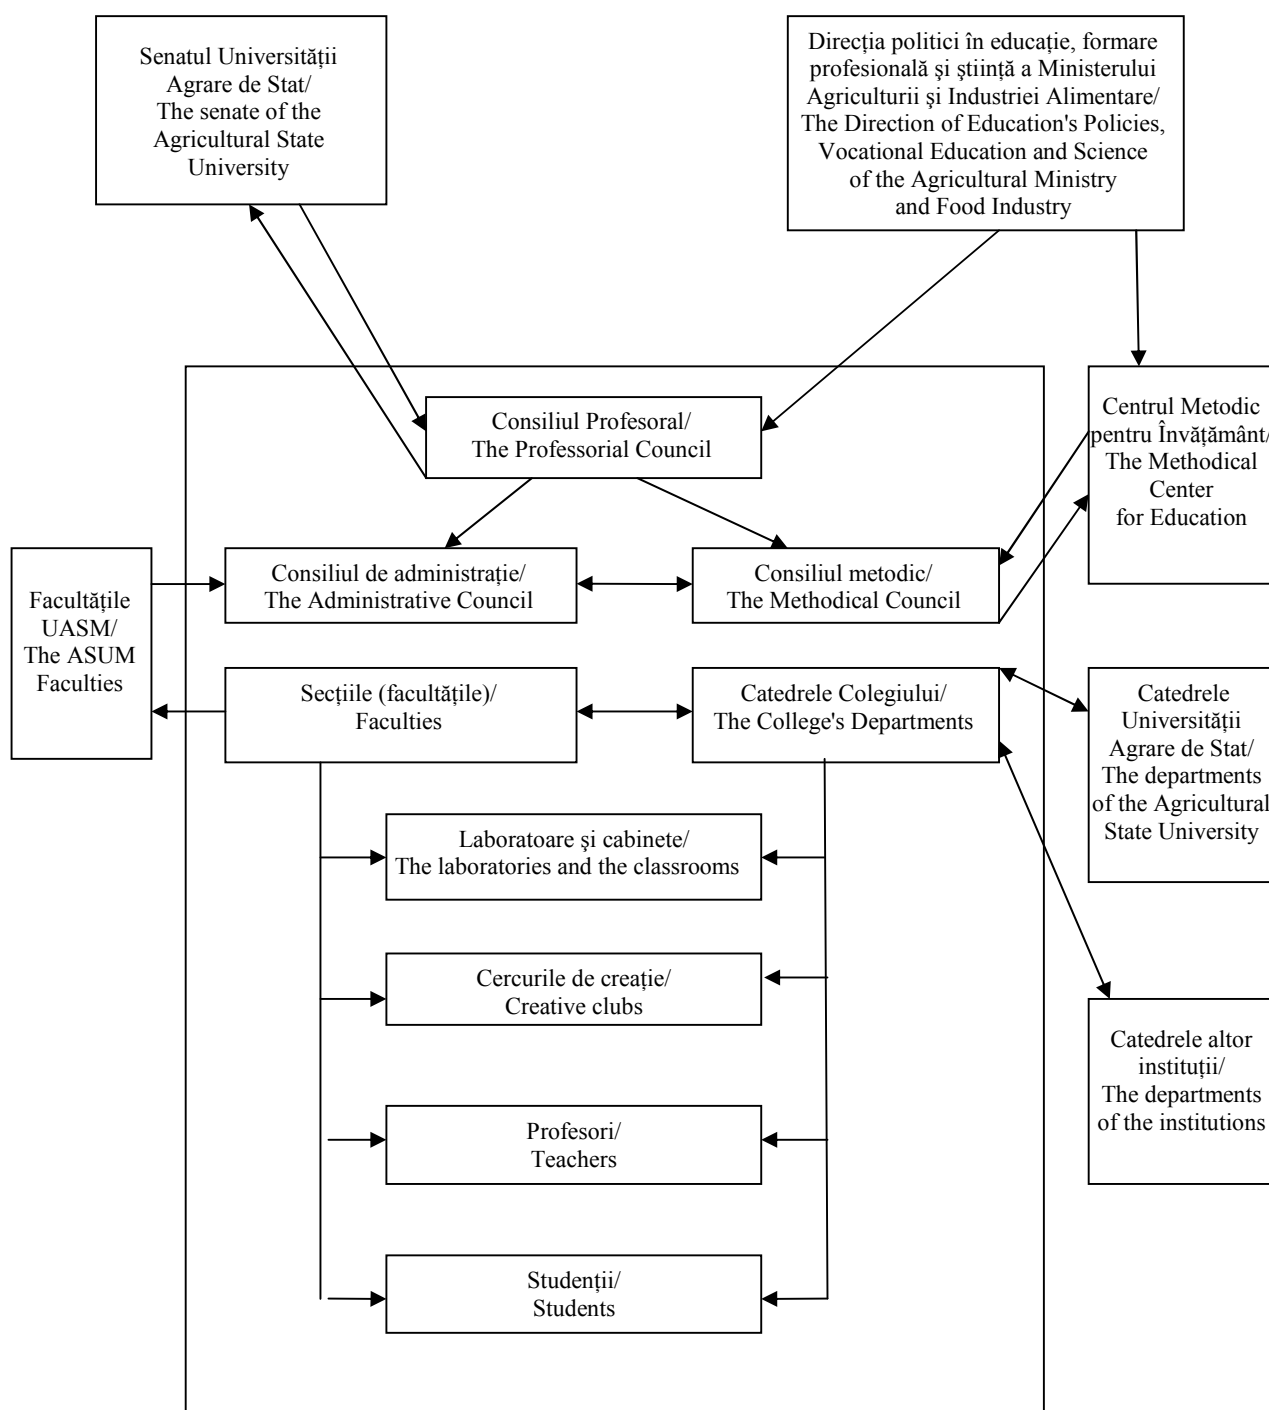 Senatul Universității
Agrare de Stat/
The senate of the
Agricultural State
University
Direcția politici în educație, formare
profesională şi ştiință a Ministerului
Agriculturii şi Industriei Alimentare/
The Direction of Education's Policies,
Vocational Education and Science
of the Agricultural Ministry
and Food Industry
Consiliul Profesoral/
The Professorial Council
Centrul Metodic
pentru Învățământ/
The Methodical
Center
for Education
Facultățile
UASM/
The ASUM
Faculties
Consiliul de administrație/
The Administrative Council
Consiliul metodic/
The Methodical Council
Secțiile (facultățile)/
Faculties
Catedrele Colegiului/
The College's Departments
Catedrele
Universității
Agrare de Stat/
The departments
of the Agricultural
State University
Laboratoare şi cabinete/
The laboratories and the classrooms
Cercurile de creație/
Creative clubs
Catedrele altor
instituții/
The departments
of the institutions
Profesori/
Teachers
Studenții/
Students